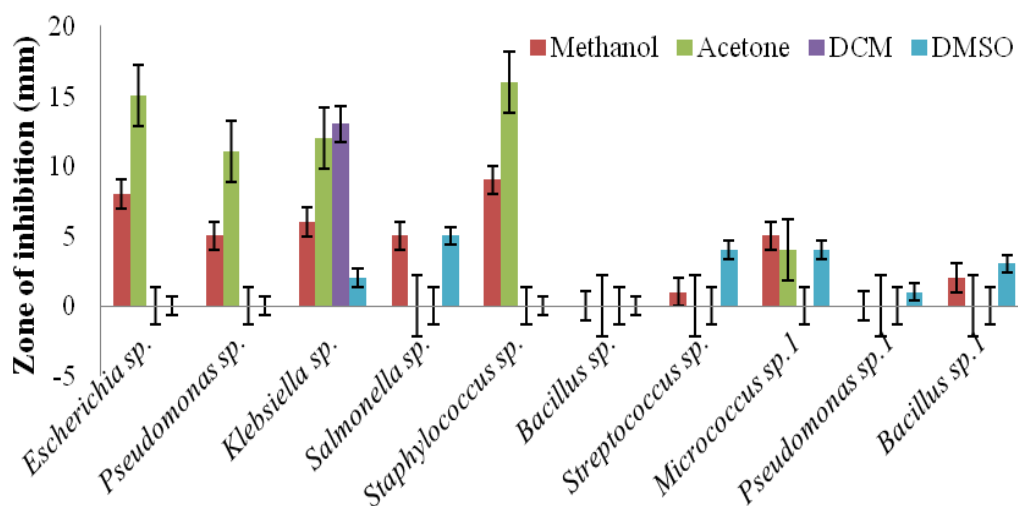 20
Methanol Acetone DCM DMSO
15
10
5
0
-5
Zone of inhibition (mm)
Escherichia sp.
Pseudomonas sp.
Klebsiella sp.
Salmonella sp.
Staphylococcus sp.
Bacillus sp.
Streptococcus sp.
Micrococcus sp.1
Pseudomonas sp.1
Bacillus sp.1